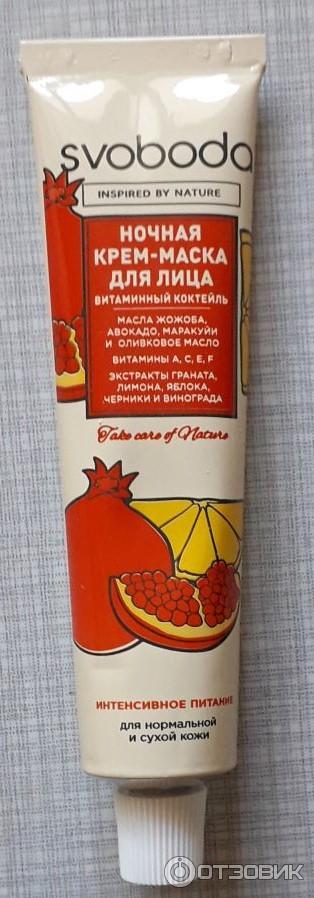 svoboda
INSPIRED BY NATURE
НОЧНАЯ
КРЕМ-МАСКА
ДЛЯ ЛИЦА
ВИТАМИННЫЙ КОКТЕЙЛЬ
МАСЛА ЖОЖОБА,
АВОКАДО, МАРАКУЙИ
И ОЛИВКОВОЕ МАСЛО
ВИТАМИНЫ A, C, E, F
ЭКСТРАКТЫ ГРАНАТА,
ЛИМОНА, ЯБЛОКА,
ЧЕРНИКИ И ВИНОГРАДА
Take care of Nature
ИНТЕНСИВНОЕ ПИТАНИЕ
для нормальной
и сухой кожи
ОТЗОВИК